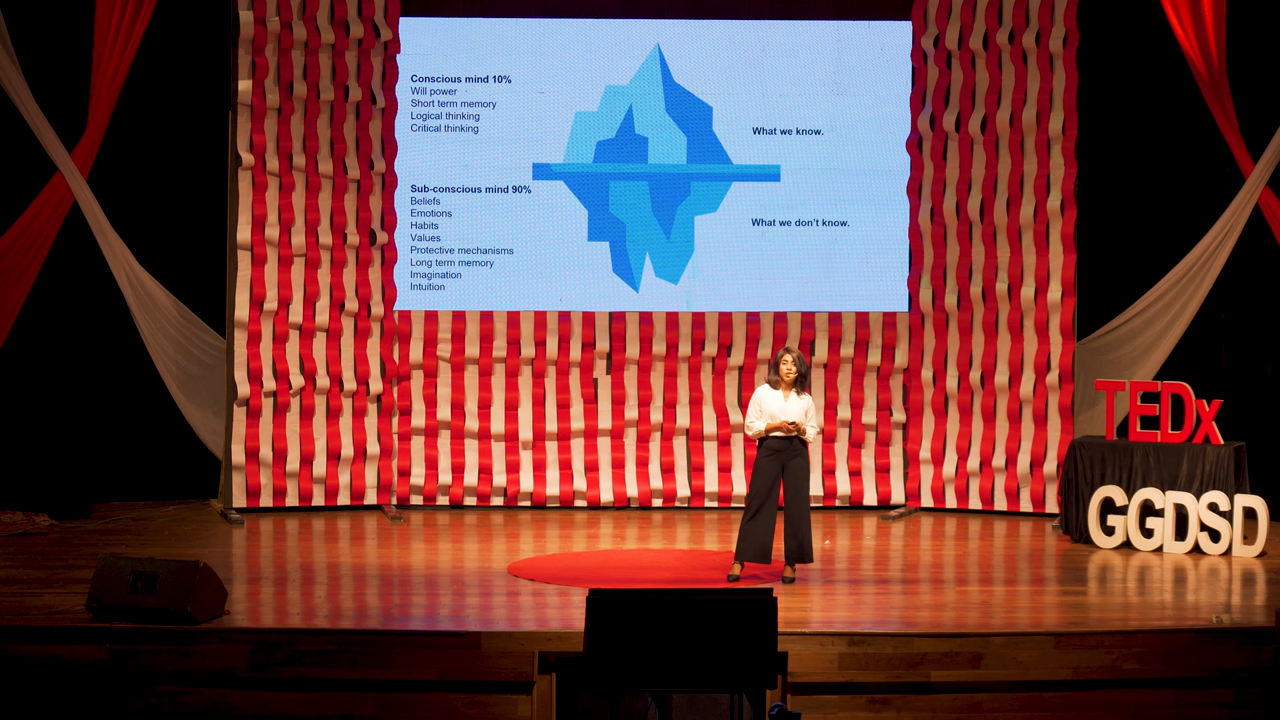 Conscious mind 10%
Will power
Short term memory
Logical thinking
Critical thinking
What we know.
Sub-conscious mind 90%
Beliefs
Emotions
Habits
Values
Protective mechanisms
Long term memory
Imagination
Intuition
What we don't know.
TEDx
GGDSD